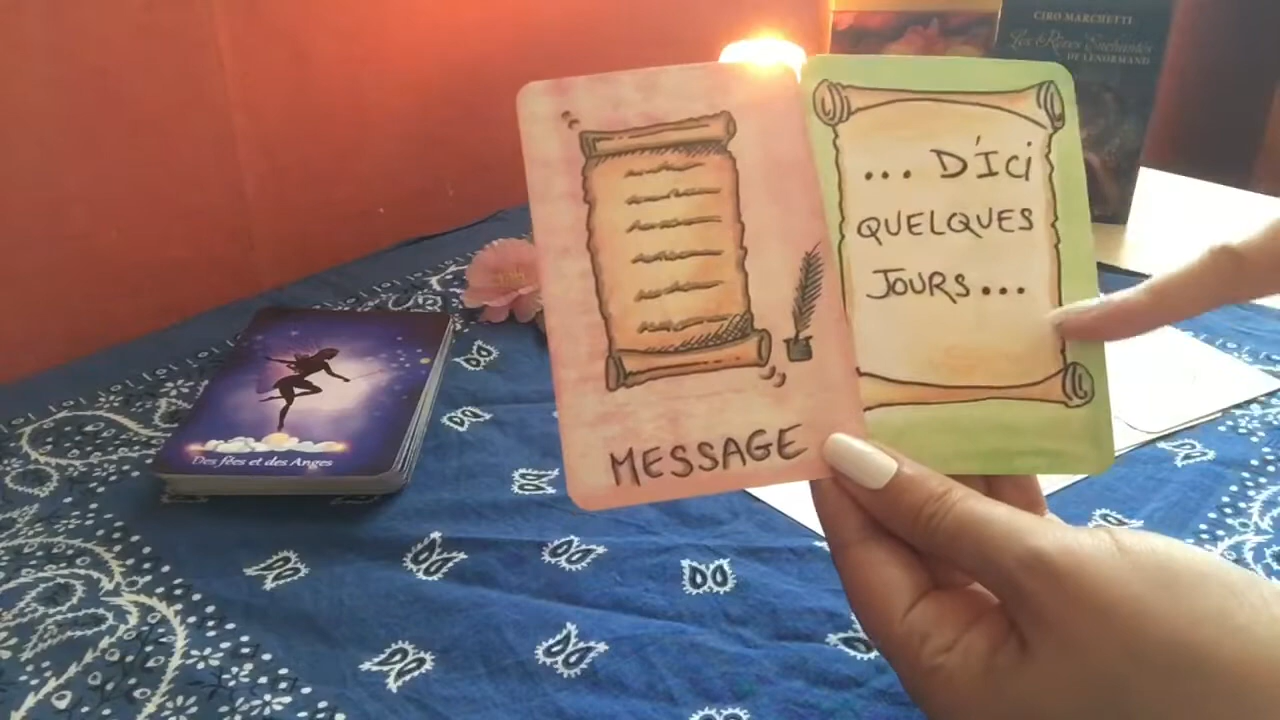 CIRO MARCHETTI
Les Rêves Enchantés
DE LENORMAND
... D'ICI
QUELQUES
JOURS...
MESSAGE
Des fées et des Anges